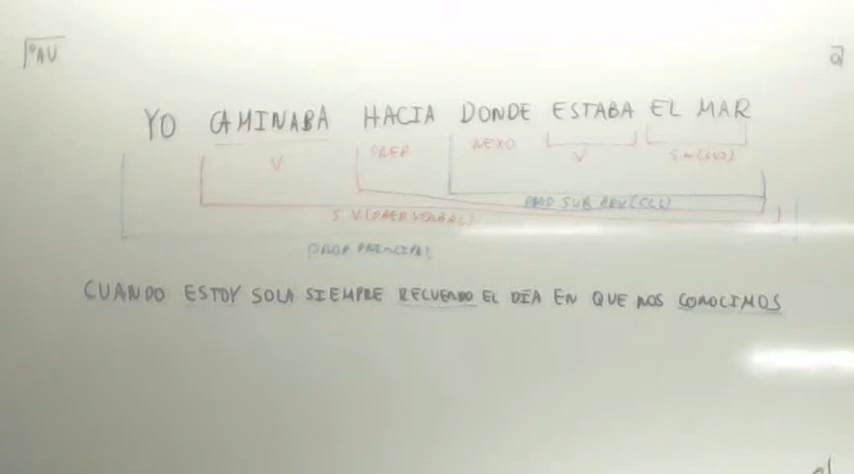 PAU
YO CAMINABA HACIA DONDE ESTABA EL MAR
V PREP NEXO V S.N (SUJ)
PROP SUB ADV (CCL)
S. V (PRED VERBAL)
PROP PRINCIPAL
CUANDO ESTOY SOLA SIEMPRE RECUERDO EL DÍA EN QUE NOS CONOCIMOS